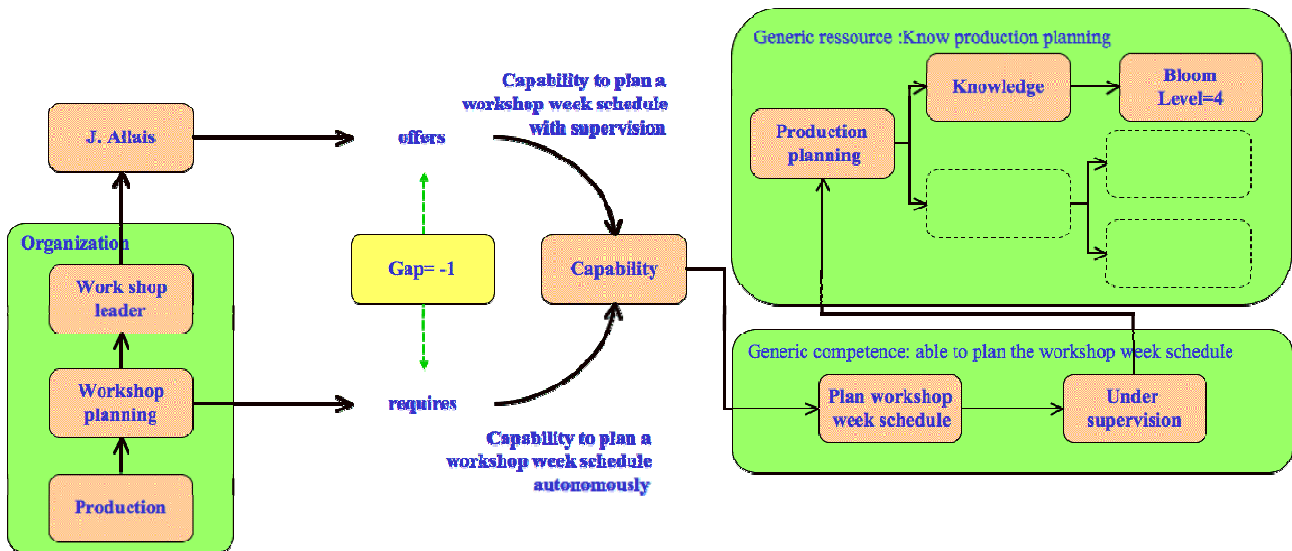 Generic ressource :Know production planning
Knowledge
Bloom
Level=4
Production
planning
Capability to plan a
workshop week schedule
with supervision
J. Allais
offers
Organization
Gap= -1
Capability
Work shop
leader
Generic competence: able to plan the workshop week schedule
Workshop
planning
requires
Plan workshop
week schedule
Under
supervision
Capability to plan a
workshop week schedule
autonomously
Production